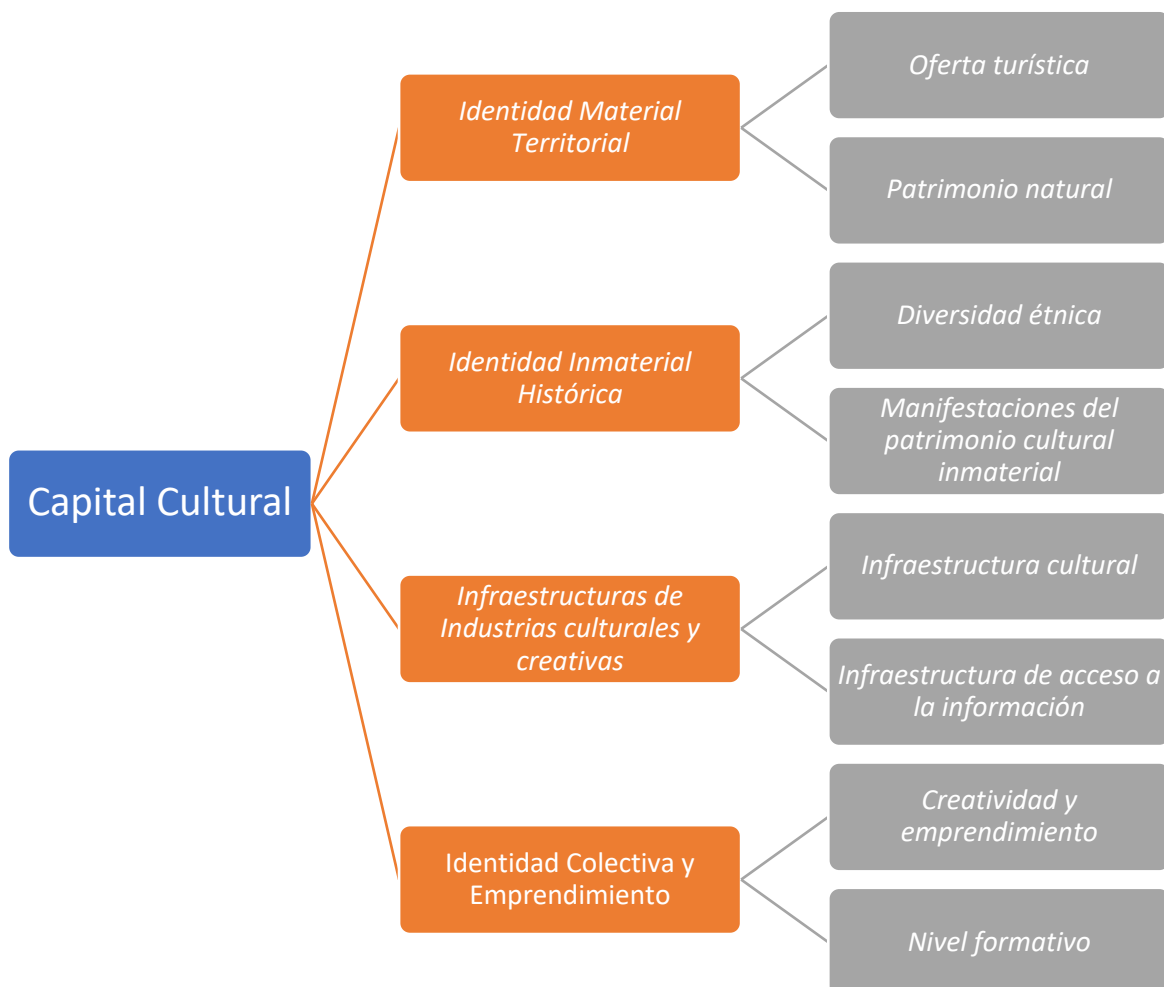 Capital Cultural
Identidad Material
Territorial
Oferta turística
Patrimonio natural
Identidad Inmaterial
Histórica
Diversidad étnica
Manifestaciones del
patrimonio cultural
inmaterial
Infraestructuras de
Industrias culturales y
creativas
Infraestructura cultural
Infraestructura de acceso a
la información
Identidad Colectiva y
Emprendimiento
Creatividad y
emprendimiento
Nivel formativo